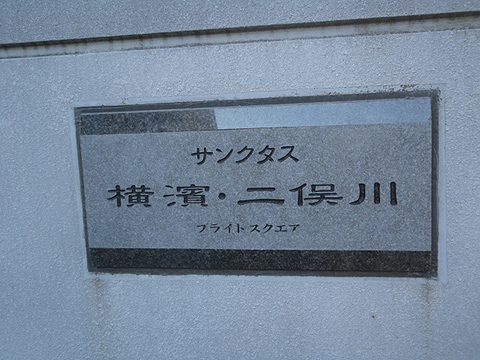 サンクタス
横濱・二俣川
ブライトスクエア